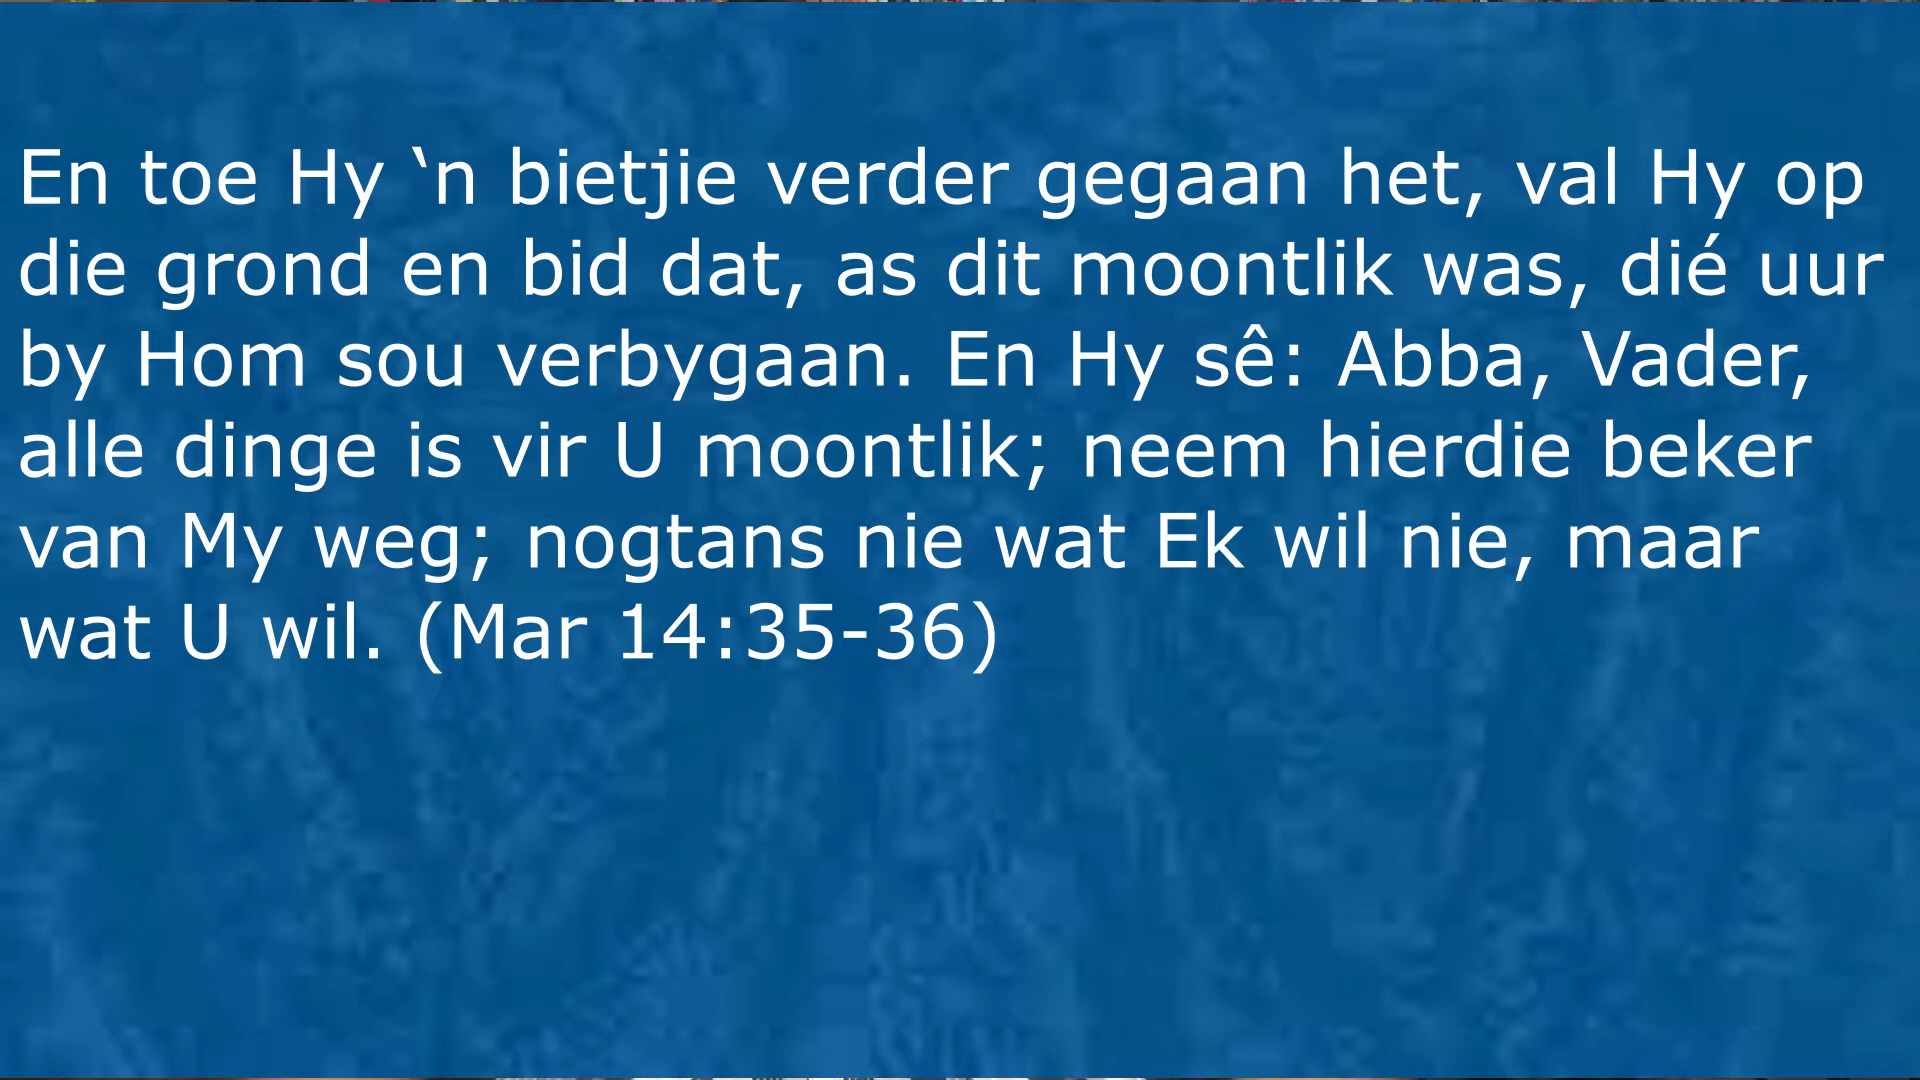 En toe Hy ‛n bietjie verder gegaan het, val Hy op
die grond en bid dat, as dit moontlik was, dié uur
by Hom sou verbygaan. En Hy sê: Abba, Vader,
alle dinge is vir U moontlik; neem hierdie beker
van My weg; nogtans nie wat Ek wil nie, maar
wat U wil. (Mar 14:35-36)